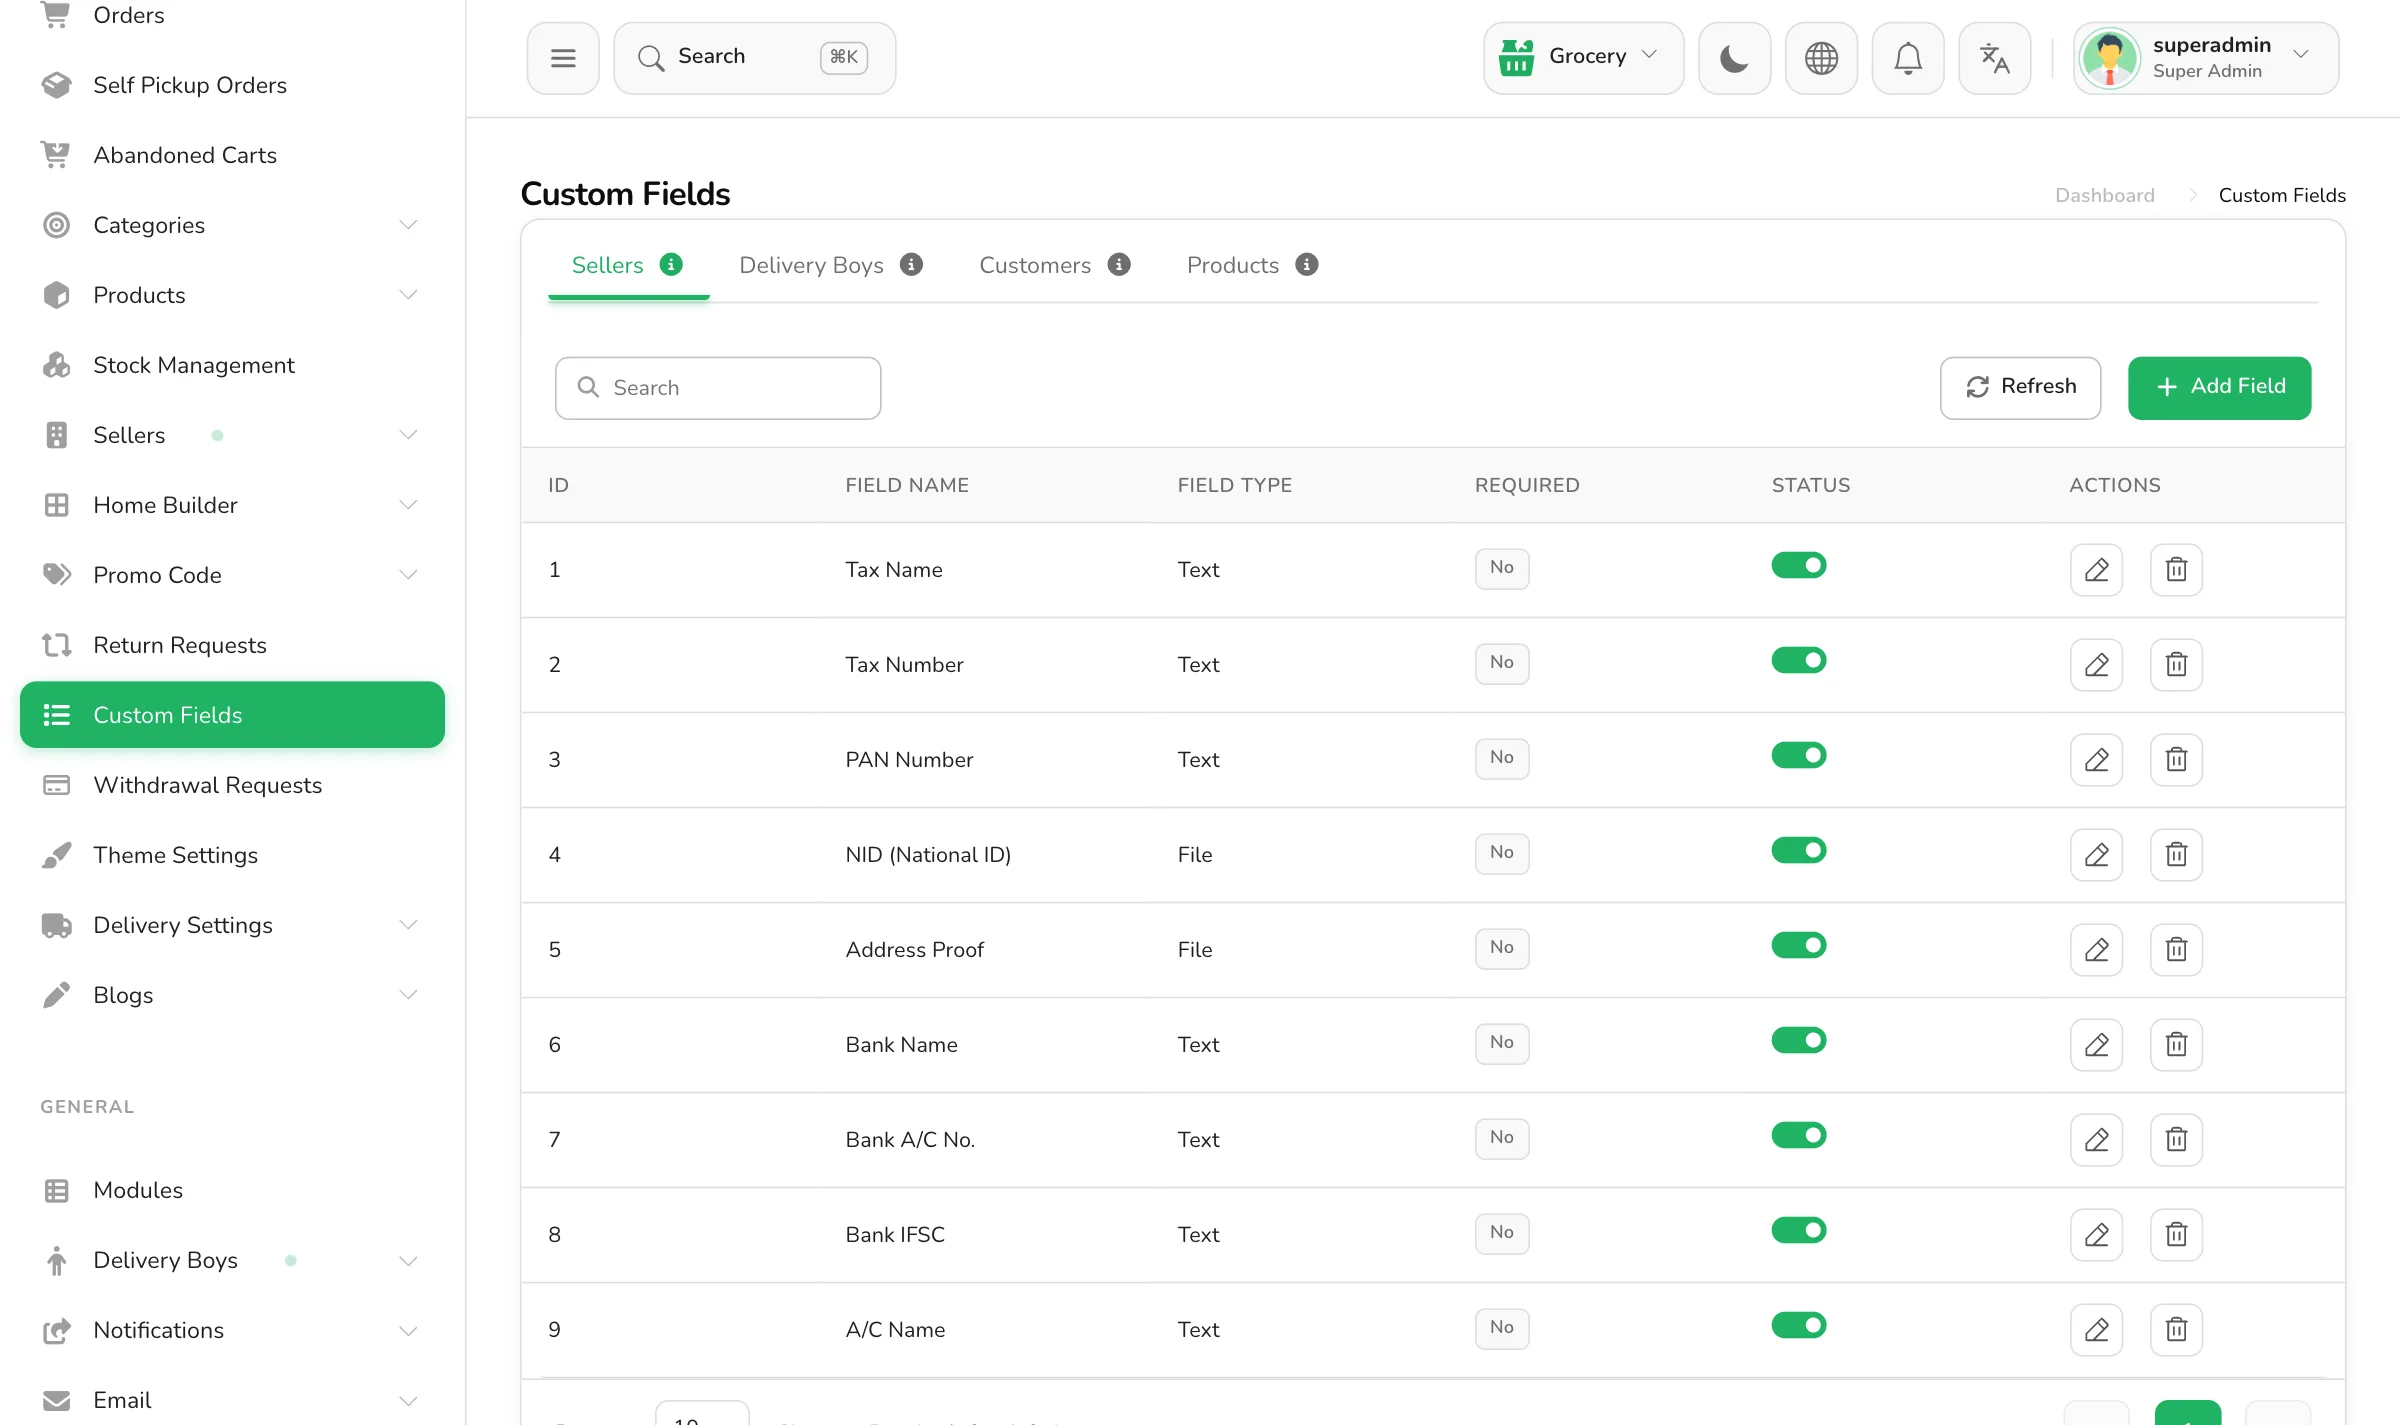 Orders
Self Pickup Orders
Abandoned Carts
Categories
Products
Stock Management
Sellers
Home Builder
Promo Code
Return Requests
Custom Fields
Withdrawal Requests
Theme Settings
Delivery Settings
Blogs
GENERAL
Modules
Delivery Boys
Notifications
Email
Search ⌘K
Grocery
superadmin
Super Admin
Custom Fields
Dashboard Custom Fields
Sellers Delivery Boys Customers Products
Search
Refresh
Add Field
ID FIELD NAME FIELD TYPE REQUIRED STATUS ACTIONS
1 Tax Name Text No
2 Tax Number Text No
3 PAN Number Text No
4 NID (National ID) File No
5 Address Proof File No
6 Bank Name Text No
7 Bank A/C No. Text No
8 Bank IFSC Text No
9 A/C Name Text No
10